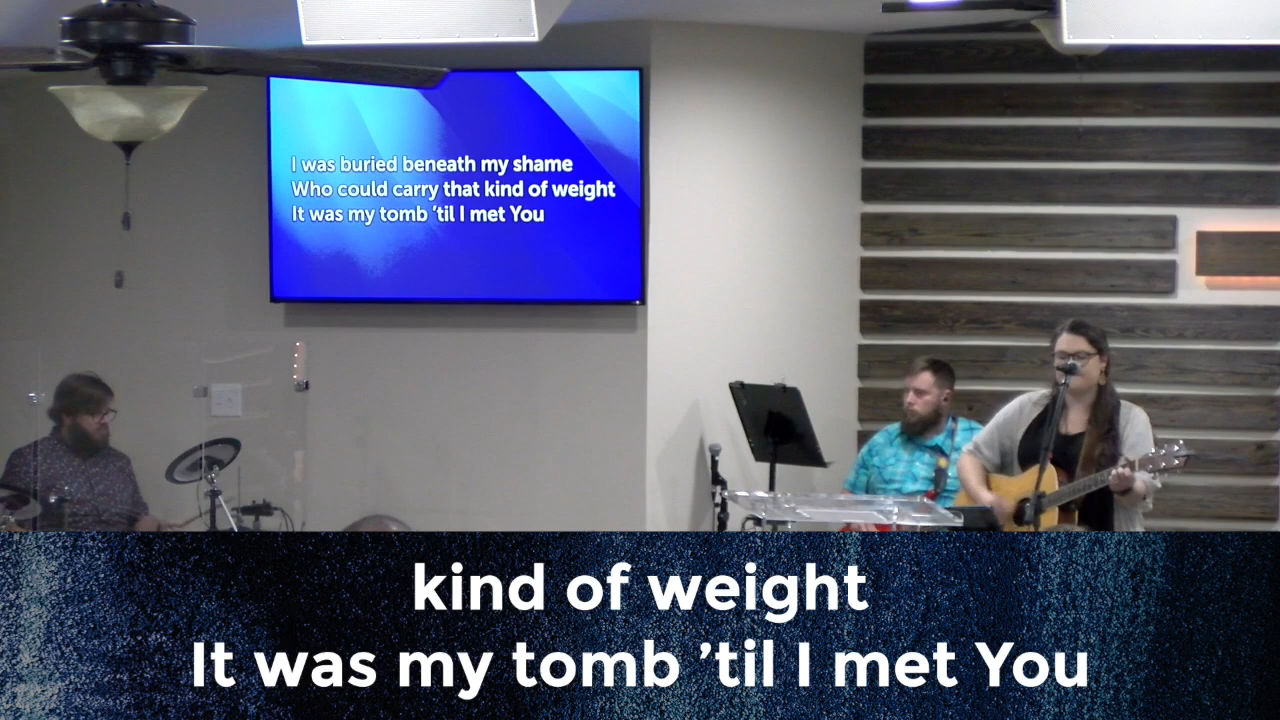 I was buried beneath my shame
Who could carry that kind of weight
It was my tomb ’til I met You
kind of weight
It was my tomb ’til I met You